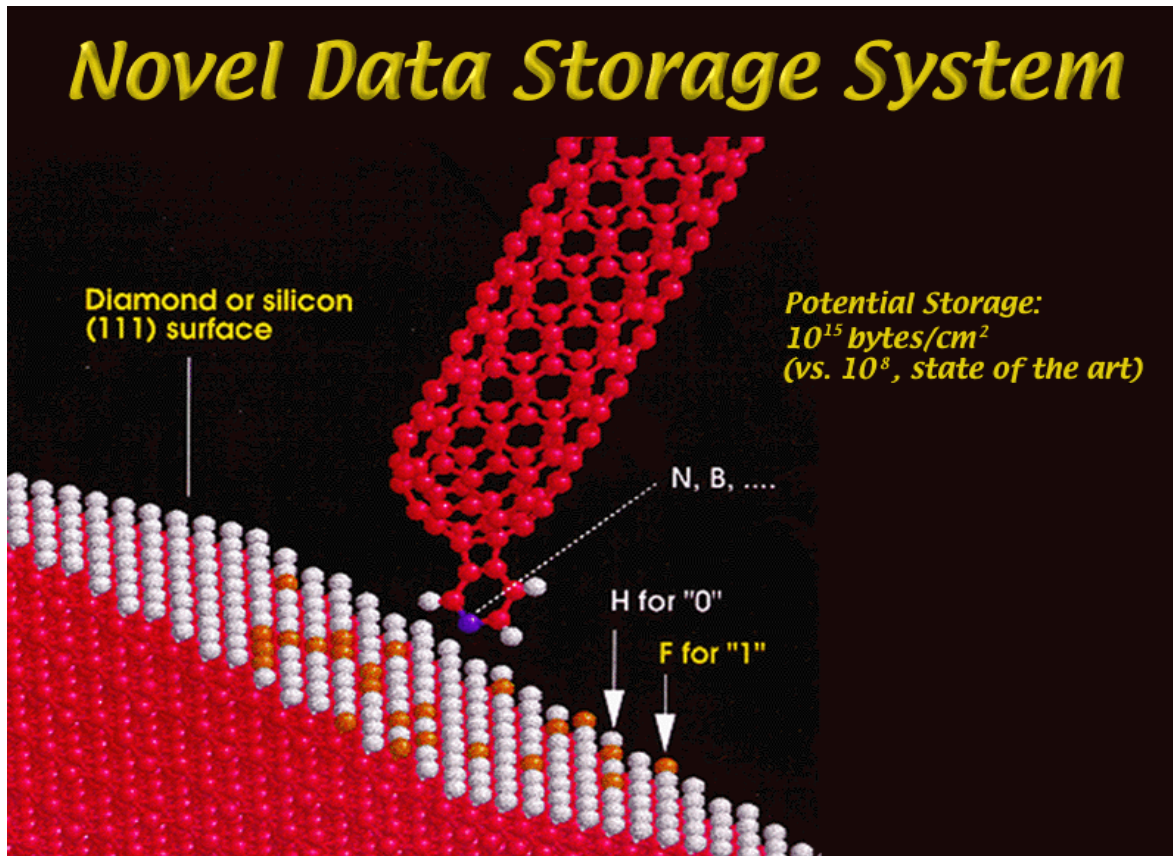 Novel Data Storage System
Diamond or silicon
(111) surface
Potential Storage:
10¹⁵ bytes/cm²
(vs. 10⁸, state of the art)
N, B, ....
H for "0"
F for "1"